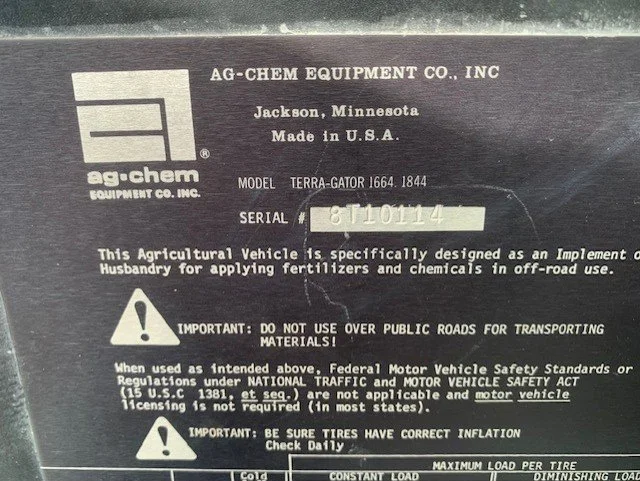 AG-CHEM EQUIPMENT CO., INC
Jackson, Minnesota
Made in U.S.A.
®
ag-chem
EQUIPMENT CO. INC.
MODEL TERRA-GATOR 1664, 1844
SERIAL # 8T10114
This Agricultural Vehicle is specifically designed as an Implement o
Husbandry for applying fertilizers and chemicals in off-road use.
! IMPORTANT: DO NOT USE OVER PUBLIC ROADS FOR TRANSPORTING
MATERIALS!
When used as intended above, Federal Motor Vehicle Safety Standards or
Regulations under NATIONAL TRAFFIC and MOTOR VEHICLE SAFETY ACT
(15 U.S.C 1381, et seq.) are not applicable and motor vehicle
licensing is not required (in most states).
! IMPORTANT: BE SURE TIRES HAVE CORRECT INFLATION
Check Daily
MAXIMUM LOAD PER TIRE
Cold CONSTANT LOAD DIMINISHING LOAD